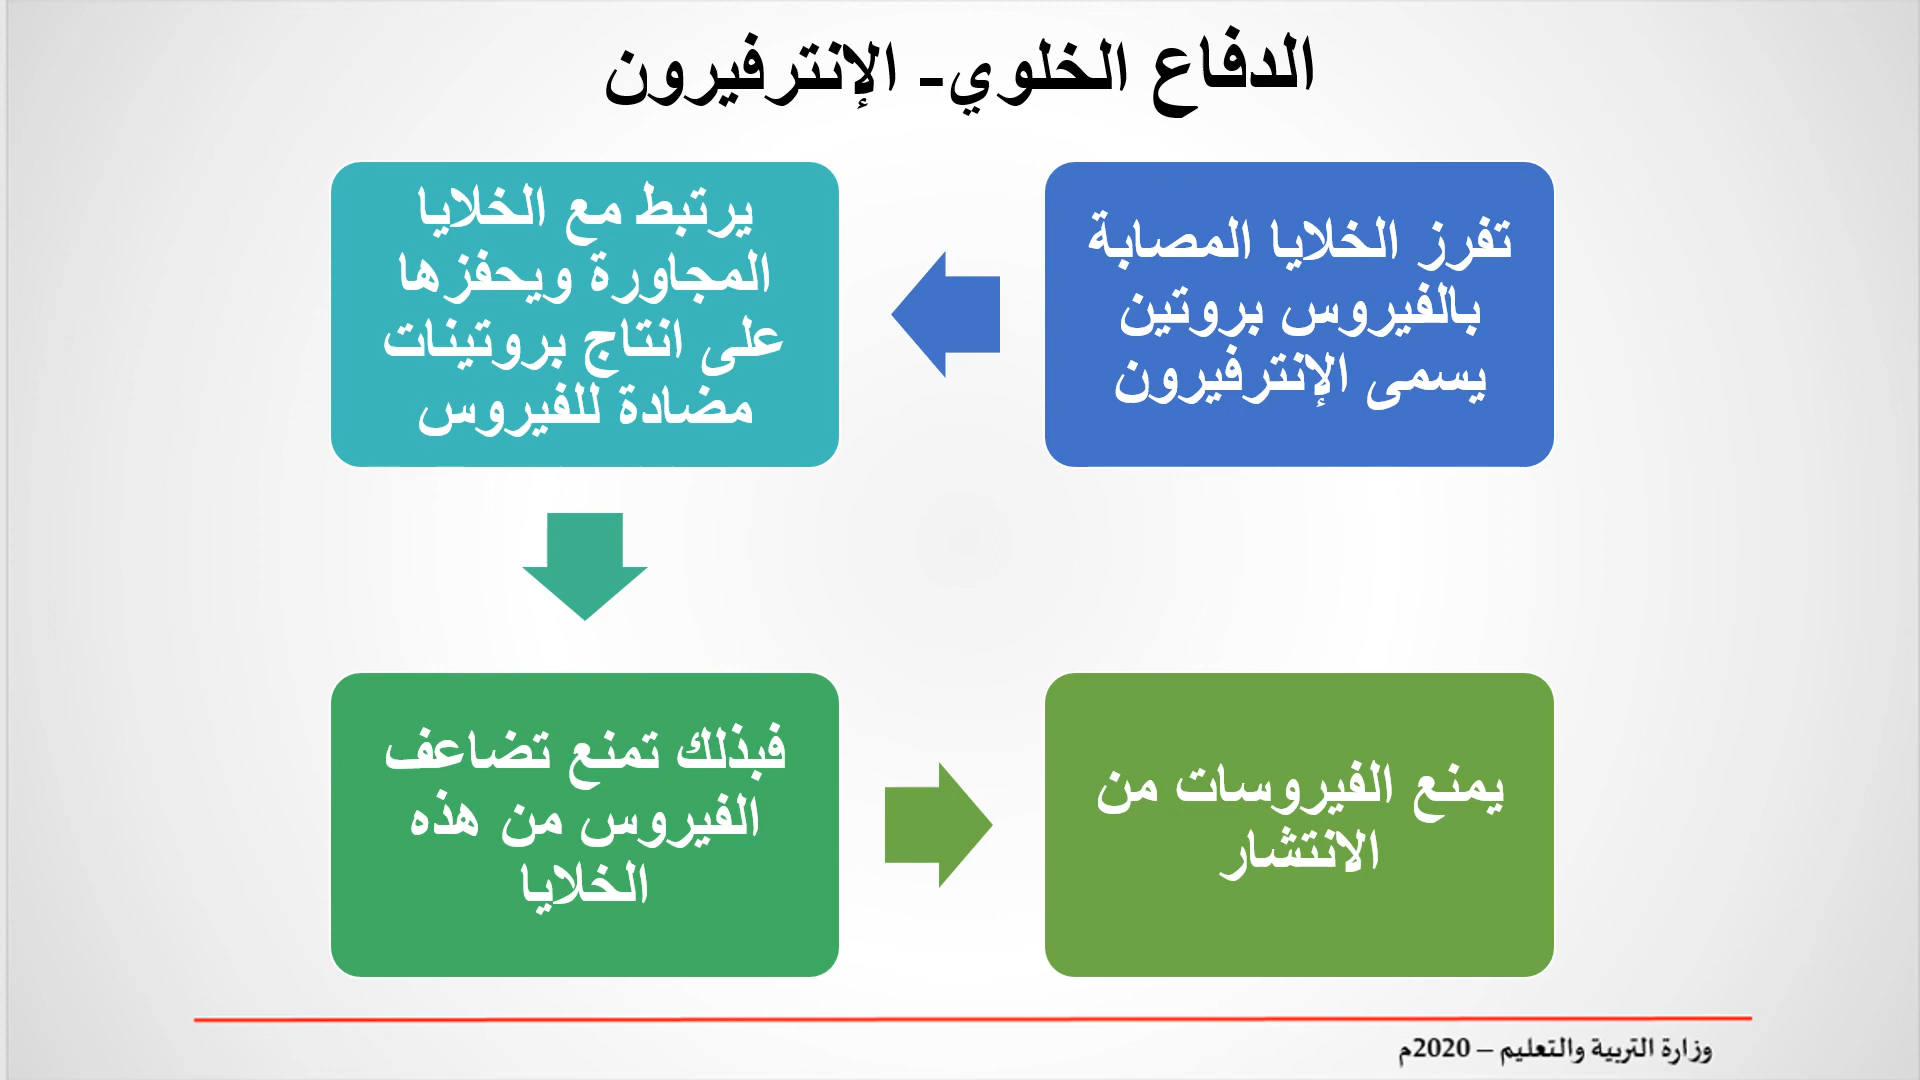 الدفاع الخلوي- الإنترفيرون
تفرز الخلايا المصابة
بالفيروس بروتين
يسمى الإنترفيرون
يرتبط مع الخلايا
المجاورة ويحفزها
على انتاج بروتينات
مضادة للفيروس
فبذلك تمنع تضاعف
الفيروس من هذه
الخلايا
يمنع الفيروسات من
الانتشار
وزارة التربية والتعليم – 2020م